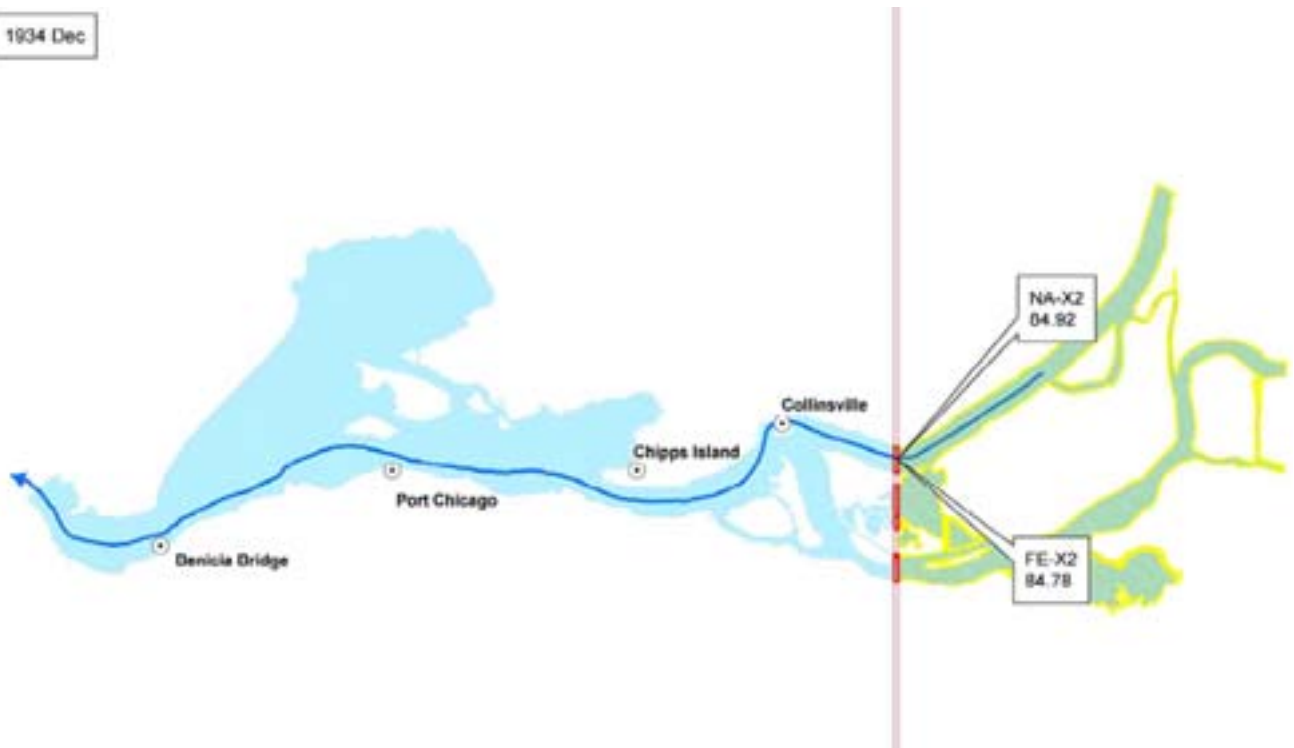 1934 Dec
NA-X2
84.92
Collinsville
Chipps Island
Port Chicago
Benicia Bridge
FE-X2
84.78